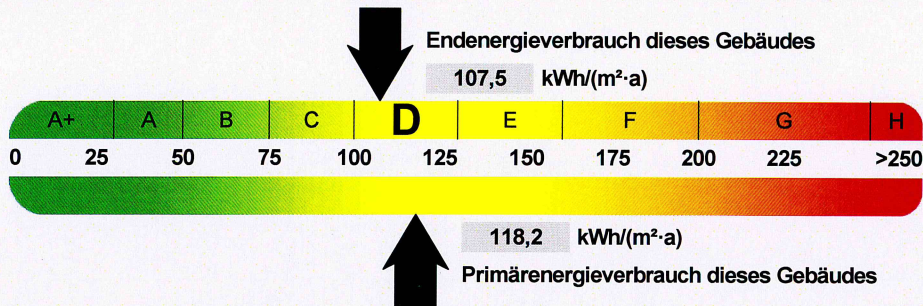 Endenergieverbrauch dieses Gebäudes
107,5 kWh/(m²·a)
A+ A B C D E F G H
0 25 50 75 100 125 150 175 200 225 >250
118,2 kWh/(m²·a)
Primärenergieverbrauch dieses Gebäudes